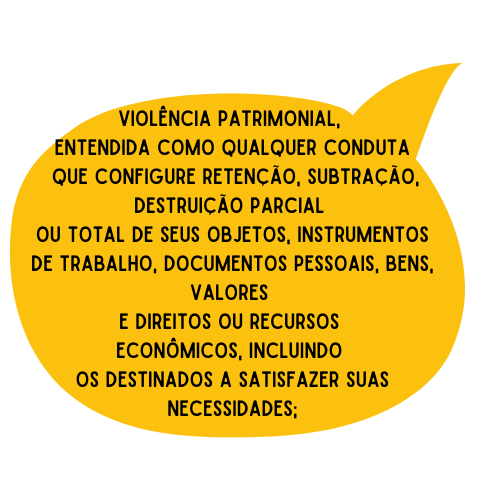 VIOLÊNCIA PATRIMONIAL,
ENTENDIDA COMO QUALQUER CONDUTA
QUE CONFIGURE RETENÇÃO, SUBTRAÇÃO,
DESTRUIÇÃO PARCIAL
OU TOTAL DE SEUS OBJETOS, INSTRUMENTOS
DE TRABALHO, DOCUMENTOS PESSOAIS, BENS,
VALORES
E DIREITOS OU RECURSOS
ECONÔMICOS, INCLUINDO
OS DESTINADOS A SATISFAZER SUAS
NECESSIDADES;